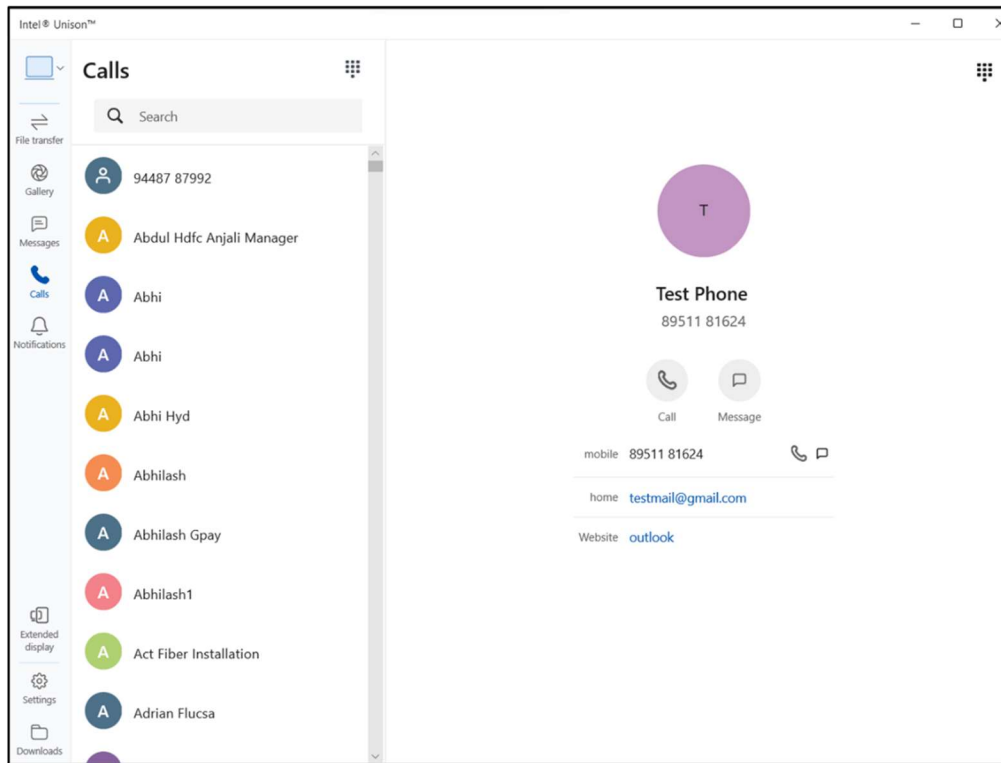 Intel® Unison™
File transfer
Gallery
Messages
Calls
Notifications
Extended
display
Settings
Downloads
Calls
Search
94487 87992
A Abdul Hdfc Anjali Manager
A Abhi
A Abhi
A Abhi Hyd
A Abhilash
A Abhilash Gpay
A Abhilash1
A Act Fiber Installation
A Adrian Flucsa
T
Test Phone
89511 81624
Call Message
mobile 89511 81624
home testmail@gmail.com
Website outlook